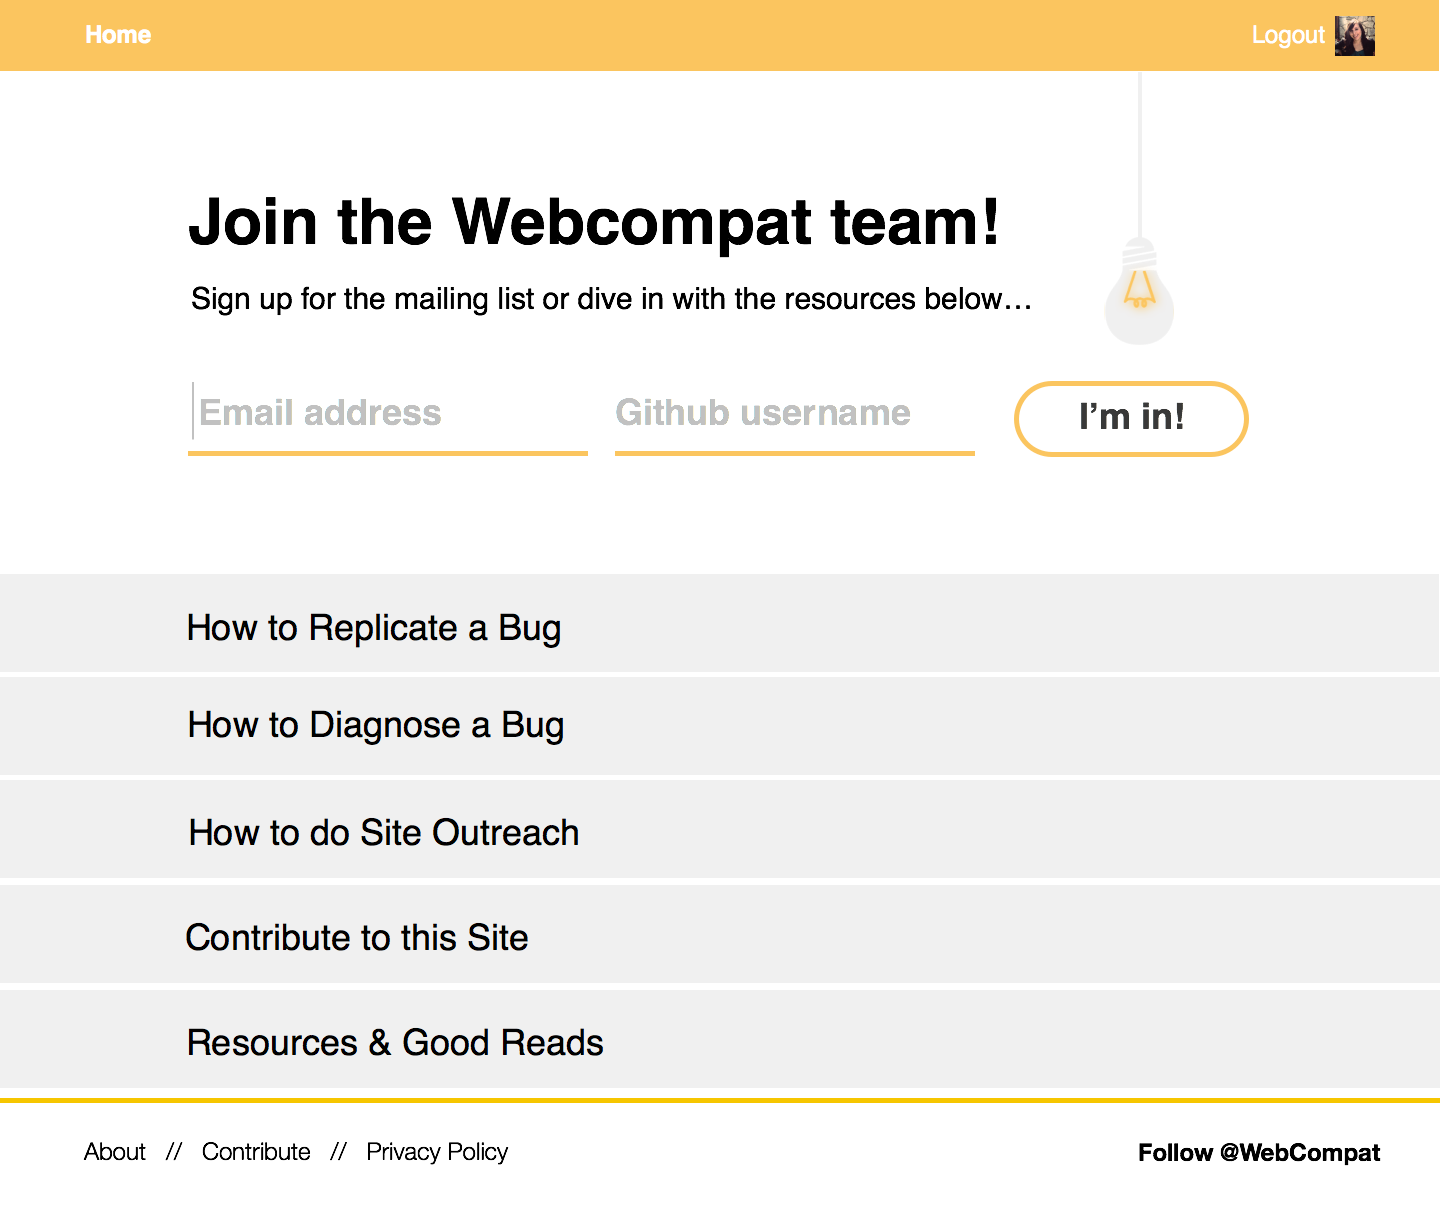 Home
Logout
Join the Webcompat team!
Sign up for the mailing list or dive in with the resources below…
Email address
Github username
I’m in!
How to Replicate a Bug
How to Diagnose a Bug
How to do Site Outreach
Contribute to this Site
Resources & Good Reads
About // Contribute // Privacy Policy
Follow @WebCompat